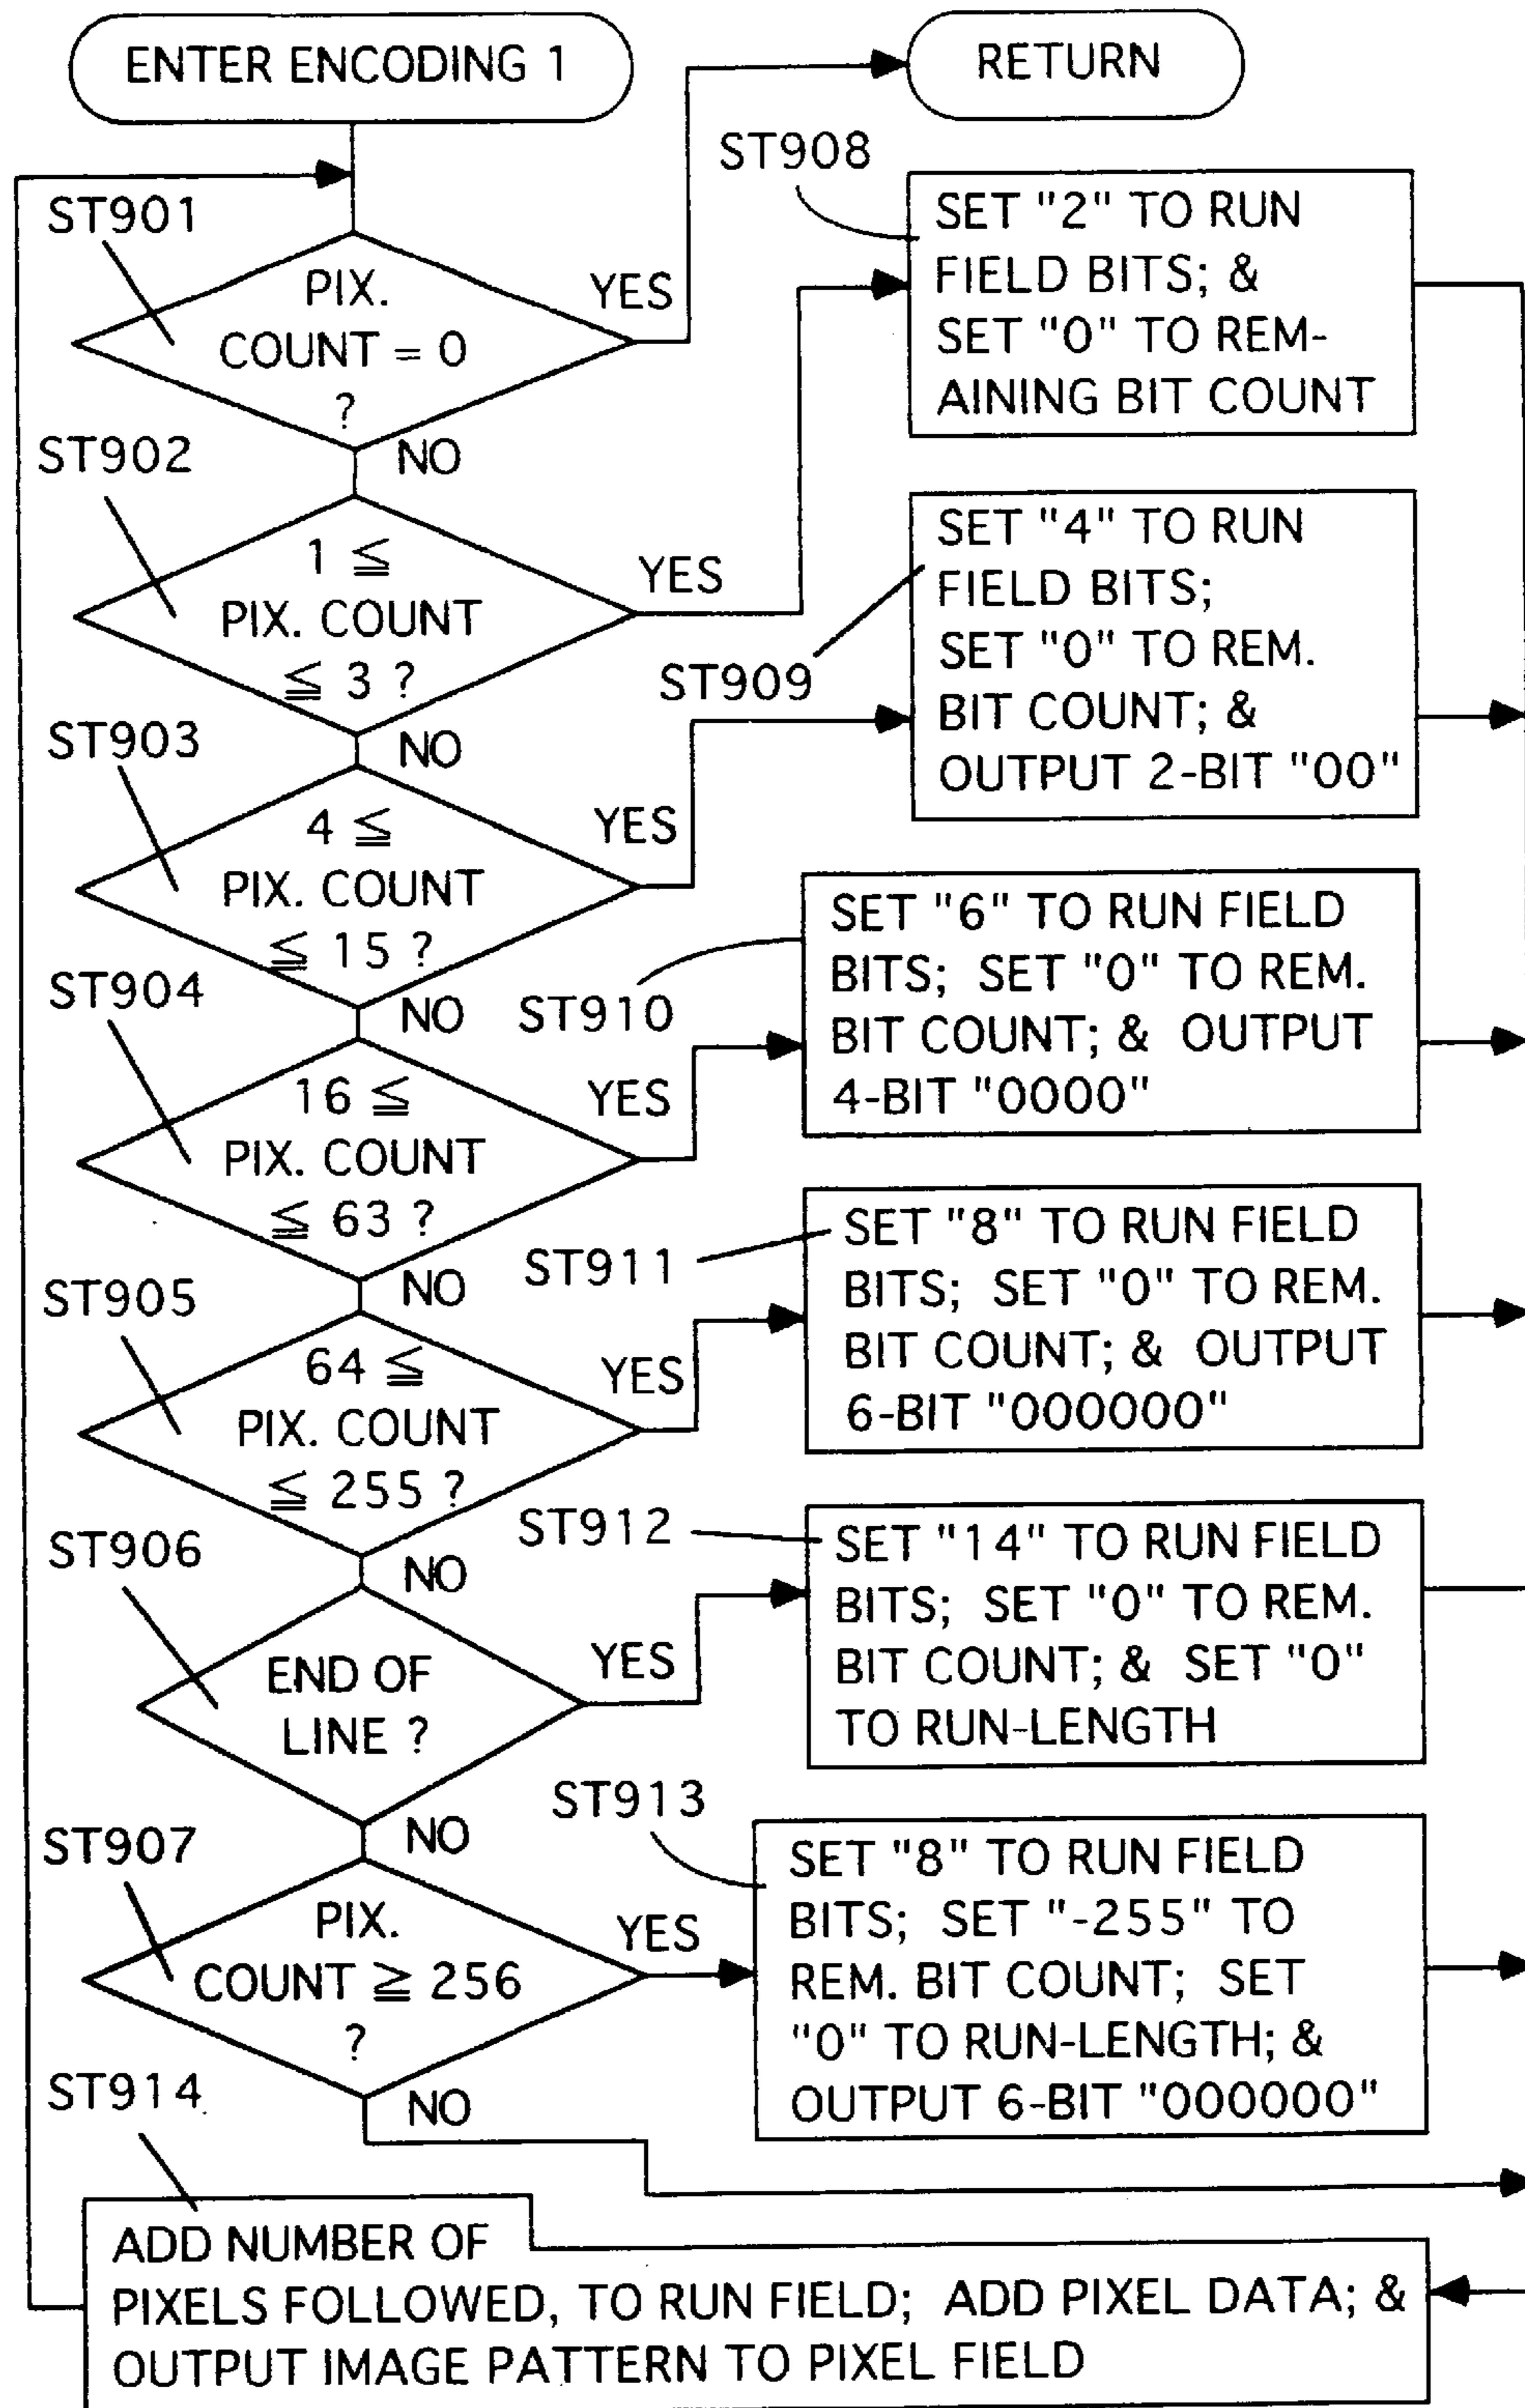 ENTER ENCODING 1
RETURN
ST901
PIX.
COUNT = 0
?
YES
NO
ST908
SET "2" TO RUN
FIELD BITS; &
SET "0" TO REM-
AINING BIT COUNT
ST902
1 ≦
PIX. COUNT
≦ 3 ?
YES
NO
ST909
SET "4" TO RUN
FIELD BITS;
SET "0" TO REM.
BIT COUNT; &
OUTPUT 2-BIT "00"
ST903
4 ≦
PIX. COUNT
≦ 15 ?
YES
NO
ST910
SET "6" TO RUN FIELD
BITS; SET "0" TO REM.
BIT COUNT; & OUTPUT
4-BIT "0000"
ST904
16 ≦
PIX. COUNT
≦ 63 ?
YES
NO
ST911
SET "8" TO RUN FIELD
BITS; SET "0" TO REM.
BIT COUNT; & OUTPUT
6-BIT "000000"
ST905
64 ≦
PIX. COUNT
≦ 255 ?
YES
NO
ST912
SET "14" TO RUN FIELD
BITS; SET "0" TO REM.
BIT COUNT; & SET "0"
TO RUN-LENGTH
ST906
END OF
LINE ?
YES
NO
ST913
SET "8" TO RUN FIELD
BITS; SET "-255" TO
REM. BIT COUNT; SET
"0" TO RUN-LENGTH; &
OUTPUT 6-BIT "000000"
ST907
PIX.
COUNT ≧ 256
?
YES
NO
ST914
ADD NUMBER OF
PIXELS FOLLOWED, TO RUN FIELD; ADD PIXEL DATA; &
OUTPUT IMAGE PATTERN TO PIXEL FIELD